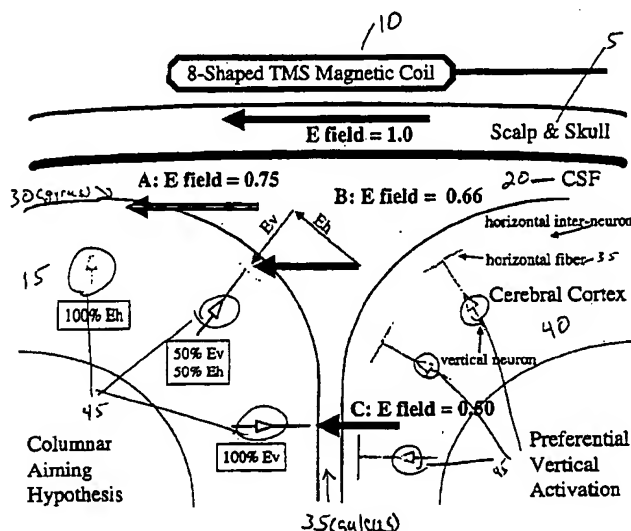 10
5
8-Shaped TMS Magnetic Coil
E field = 1.0
Scalp & Skull
30(gyrus)
A: E field = 0.75
B: E field = 0.66
20 — CSF
Ev
Eh
horizontal inter-neuron
horizontal fiber - 35
15
100% Eh
Cerebral Cortex
40
50% Ev
50% Eh
vertical neuron
45
C: E field = 0.50
Columnar
Aiming
Hypothesis
100% Ev
45
Preferential
Vertical
Activation
35(sulcus)